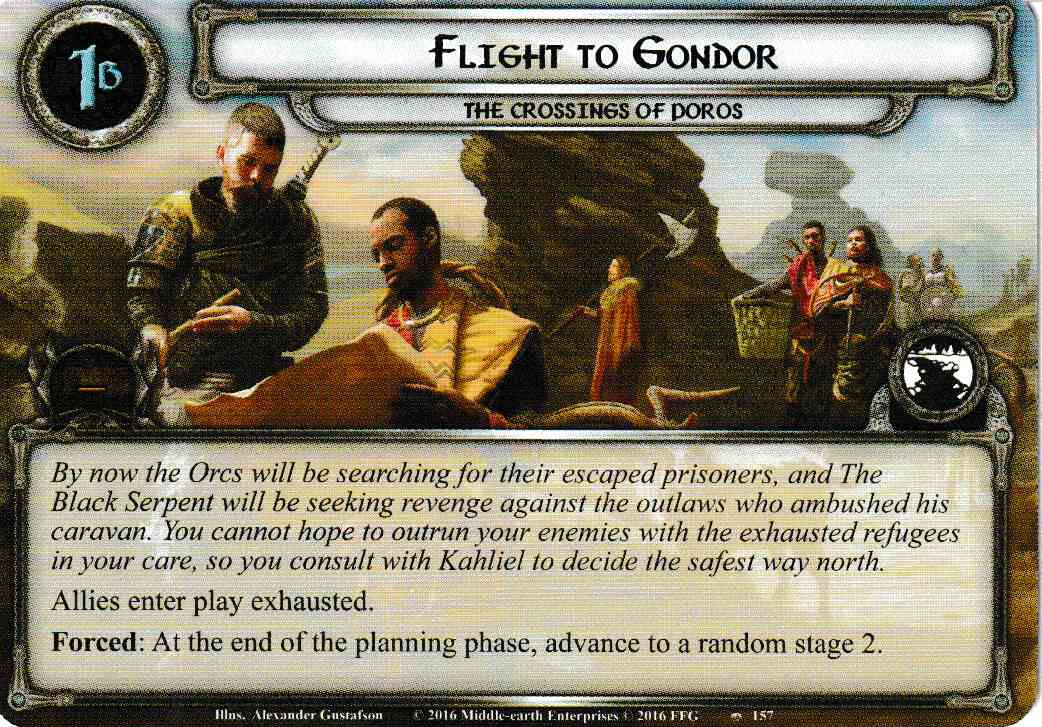 1B
FLIGHT TO GONDOR
THE CROSSINGS OF POROS
–
By now the Orcs will be searching for their escaped prisoners, and The
Black Serpent will be seeking revenge against the outlaws who ambushed his
caravan. You cannot hope to outrun your enemies with the exhausted refugees
in your care, so you consult with Kahliel to decide the safest way north.
Allies enter play exhausted.
Forced: At the end of the planning phase, advance to a random stage 2.
Illus. Alexander Gustafson © 2016 Middle-earth Enterprises © 2016 FFG 157